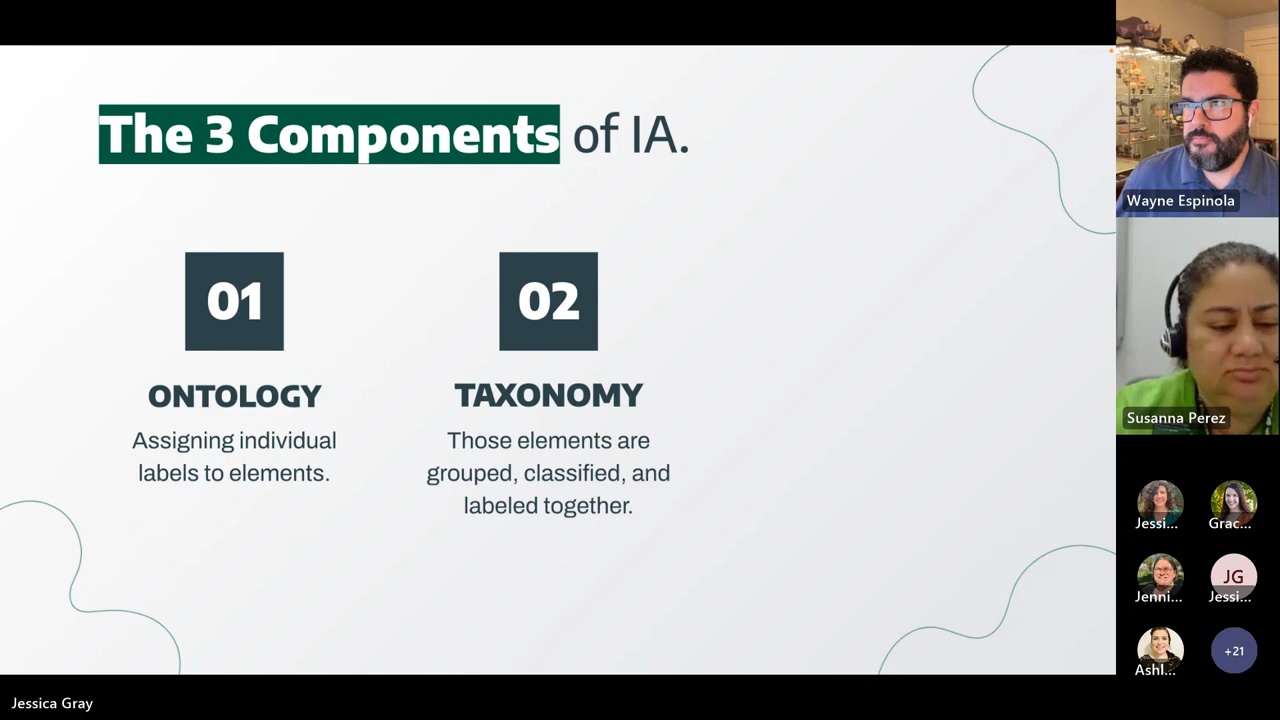 The 3 Components of IA.
01
ONTOLOGY
Assigning individual
labels to elements.
02
TAXONOMY
Those elements are
grouped, classified, and
labeled together.
Wayne Espinola
Susanna Perez
Jessi...
Grac...
Jenni...
JG
Jessi...
Ashl...
+21
Jessica Gray